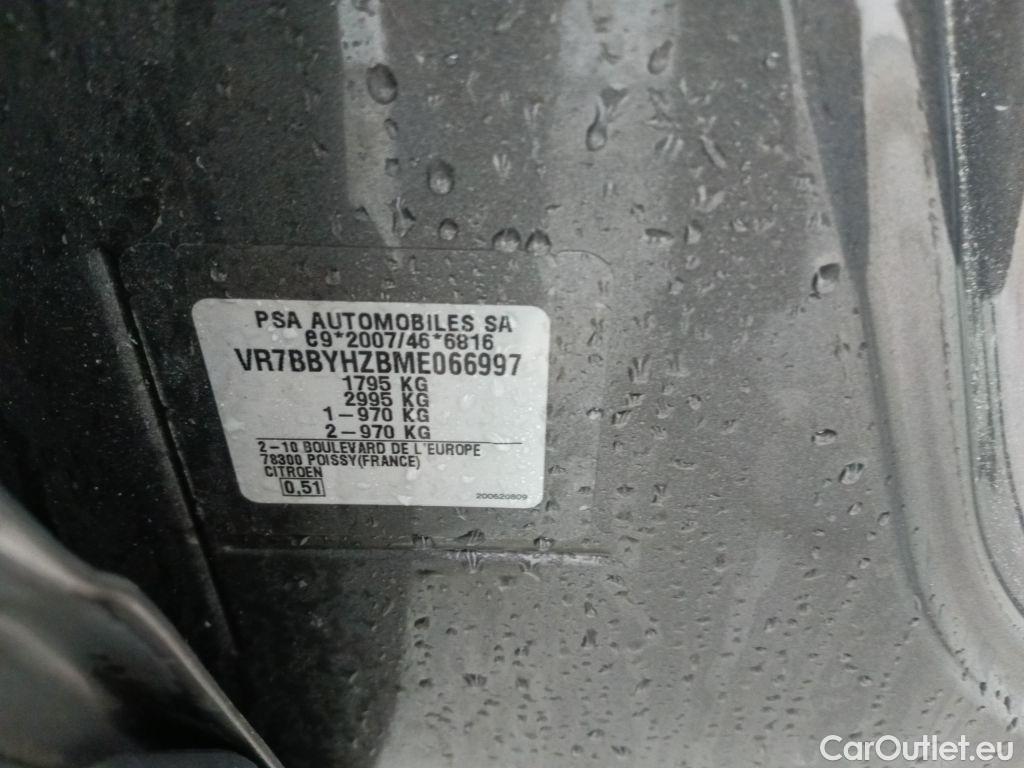 PSA AUTOMOBILES SA
e9*2007/46*6816
VR7BBYHZBME066997
1795 KG
2995 KG
1-970 KG
2-970 KG
2-10 BOULEVARD DE L'EUROPE
78300 POISSY(FRANCE)
CITROEN
0,51
200620809
CarOutlet.eu